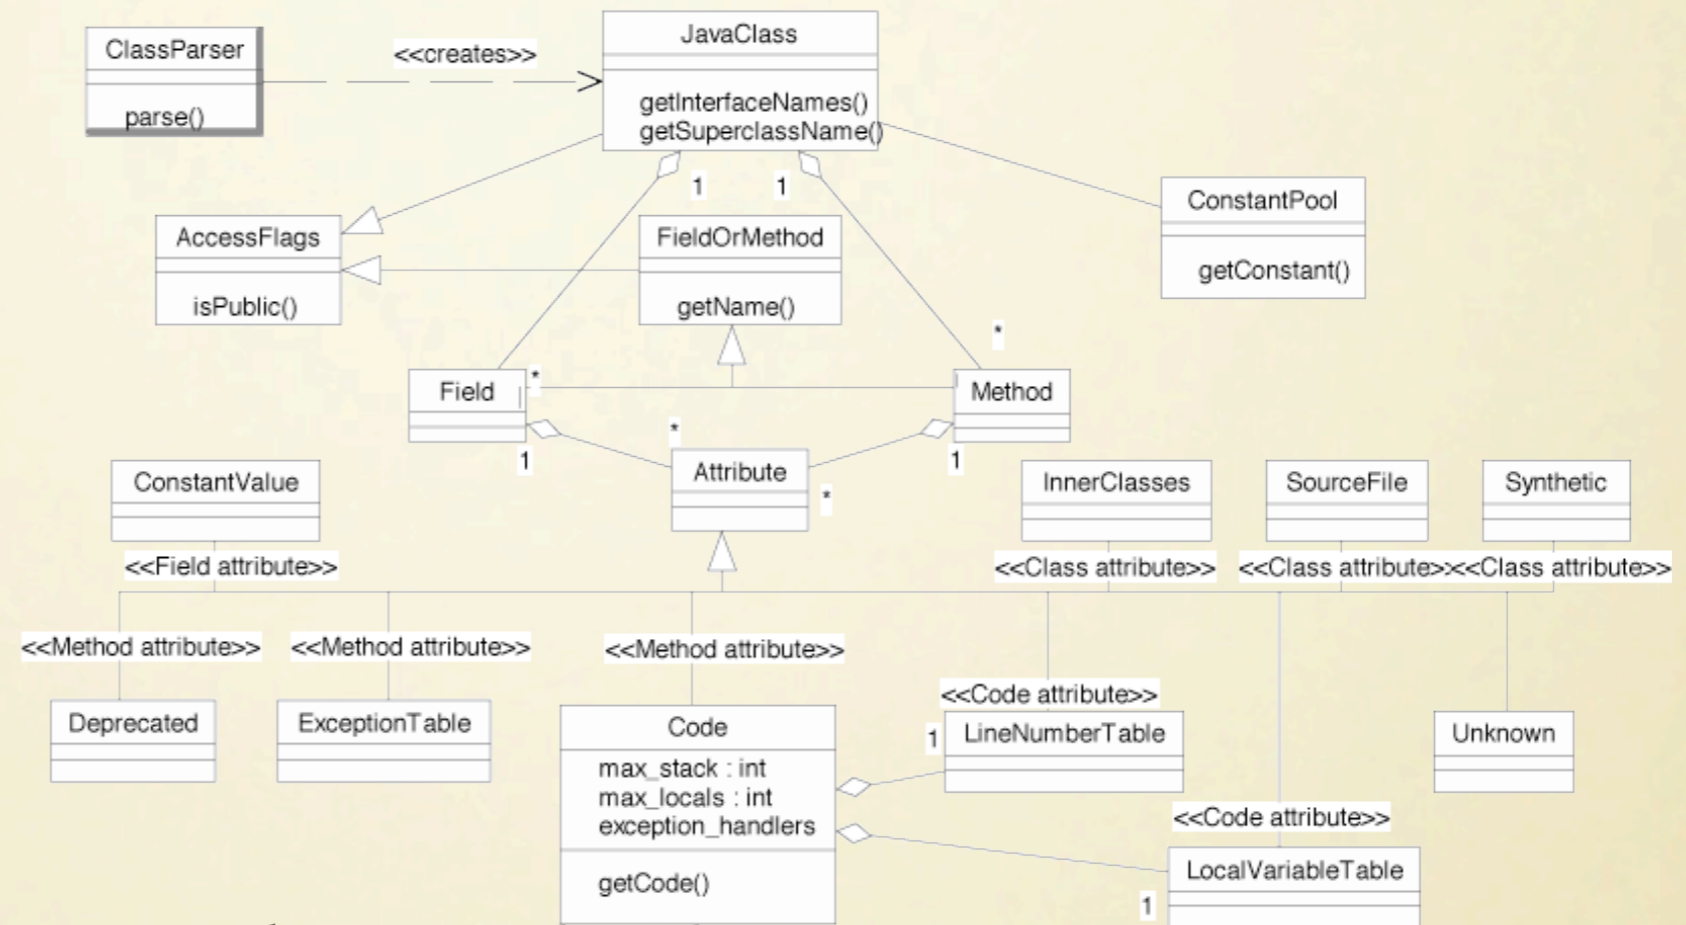 ClassParser
parse()
<<creates>>
JavaClass
getInterfaceNames()
getSuperclassName()
1
1
AccessFlags
isPublic()
FieldOrMethod
getName()
ConstantPool
getConstant()
*
Field
*
Method
1
*
1
Attribute
*
ConstantValue
InnerClasses
SourceFile
Synthetic
<<Field attribute>>
<<Class attribute>>
<<Class attribute>>
<<Class attribute>>
<<Method attribute>>
<<Method attribute>>
<<Method attribute>>
<<Code attribute>>
Deprecated
ExceptionTable
Code
max_stack : int
max_locals : int
exception_handlers
getCode()
1
LineNumberTable
Unknown
<<Code attribute>>
LocalVariableTable
1